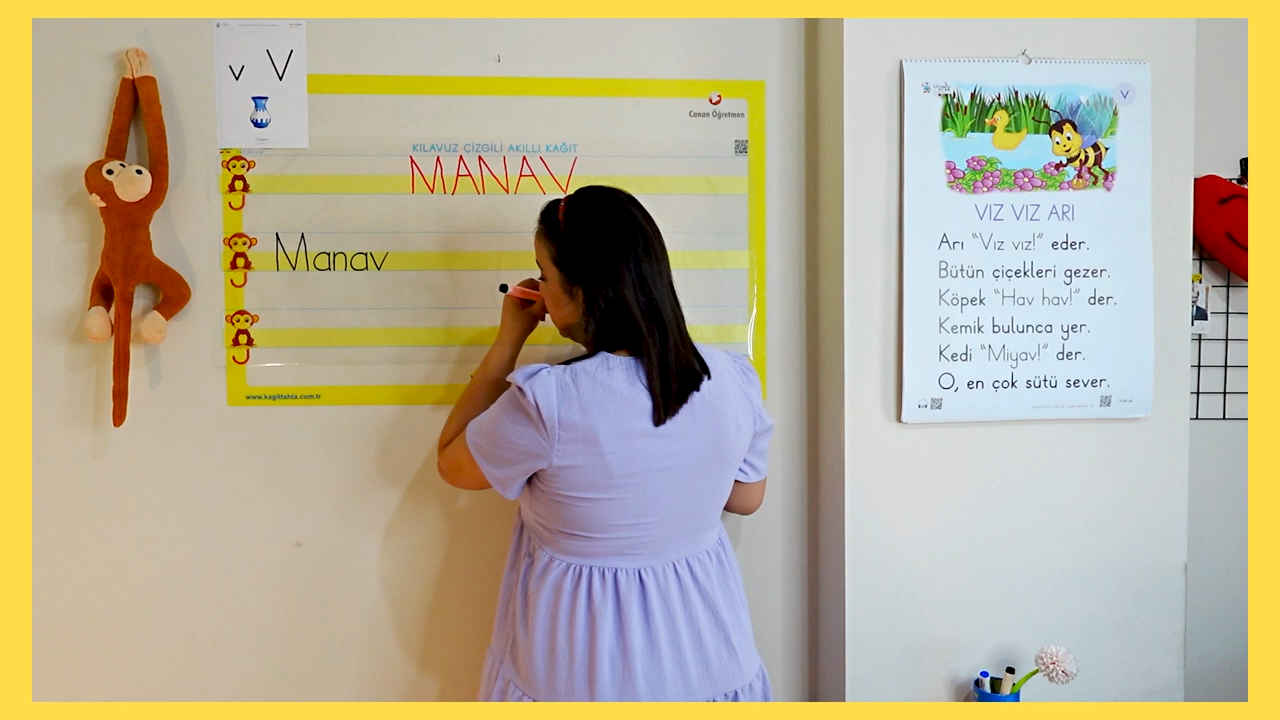 v V
Canan Öğretmen
KILAVUZ ÇİZGİLİ AKILLI KAĞIT
MANAV
Manav
www.kagittahta.com.tr
v
VIZ VIZ ARI
Arı “Vız vız!” eder.
Bütün çiçekleri gezer.
Köpek “Hav hav!” der.
Kemik bulunca yer.
Kedi “Miyav!” der.
O, en çok sütü sever.